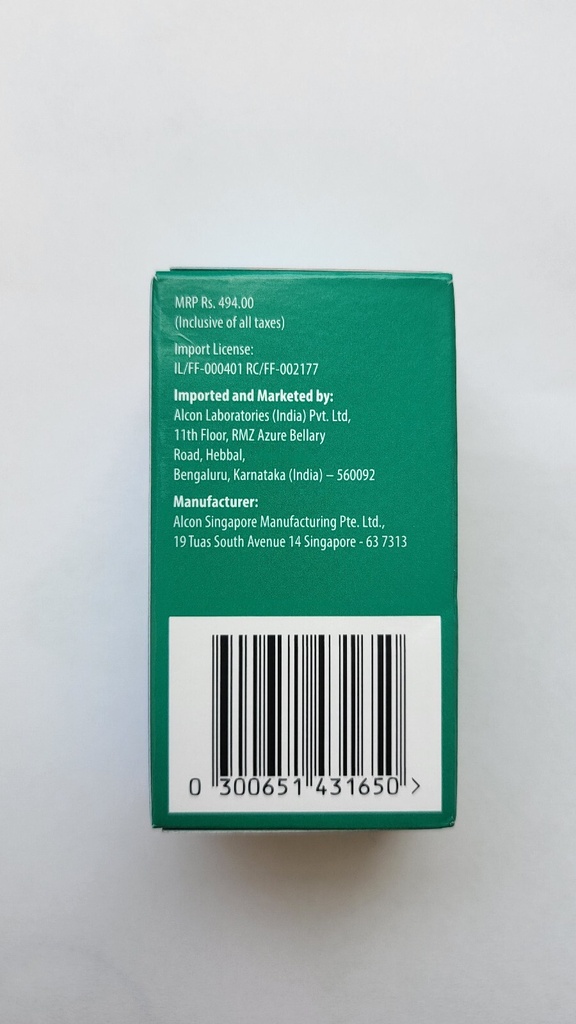 MRP Rs. 494.00
(Inclusive of all taxes)
Import License:
IL/FF-000401 RC/FF-002177
Imported and Marketed by:
Alcon Laboratories (India) Pvt. Ltd,
11th Floor, RMZ Azure Bellary
Road, Hebbal,
Bengaluru, Karnataka (India) – 560092
Manufacturer:
Alcon Singapore Manufacturing Pte. Ltd.,
19 Tuas South Avenue 14 Singapore - 63 7313
0 300651 431650 >